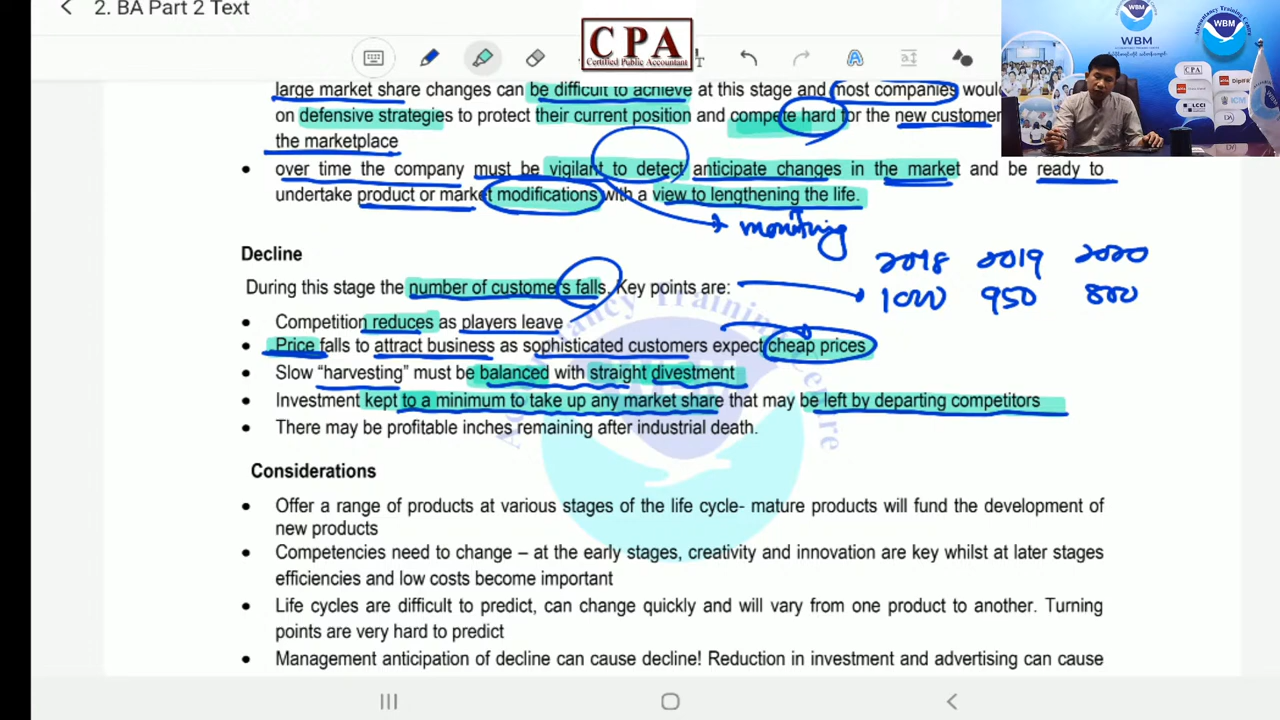 2. BA Part 2 Text
CPA
Certified Public Accountant
WBM
WBM
large market share changes can be difficult to achieve at this stage and most companies woul
on defensive strategies to protect their current position and compete hard for the new customer
the marketplace
• over time the company must be vigilant to detect anticipate changes in the market and be ready to
undertake product or market modifications with a view to lengthening the life.
monitoring
Decline
2018 2019 2020
During this stage the number of customers falls. Key points are:
1000 950 800
• Competition reduces as players leave
• Price falls to attract business as sophisticated customers expect cheap prices
• Slow “harvesting” must be balanced with straight divestment
• Investment kept to a minimum to take up any market share that may be left by departing competitors
• There may be profitable inches remaining after industrial death.
Considerations
• Offer a range of products at various stages of the life cycle- mature products will fund the development of
new products
• Competencies need to change – at the early stages, creativity and innovation are key whilst at later stages
efficiencies and low costs become important
• Life cycles are difficult to predict, can change quickly and will vary from one product to another. Turning
points are very hard to predict
• Management anticipation of decline can cause decline! Reduction in investment and advertising can cause